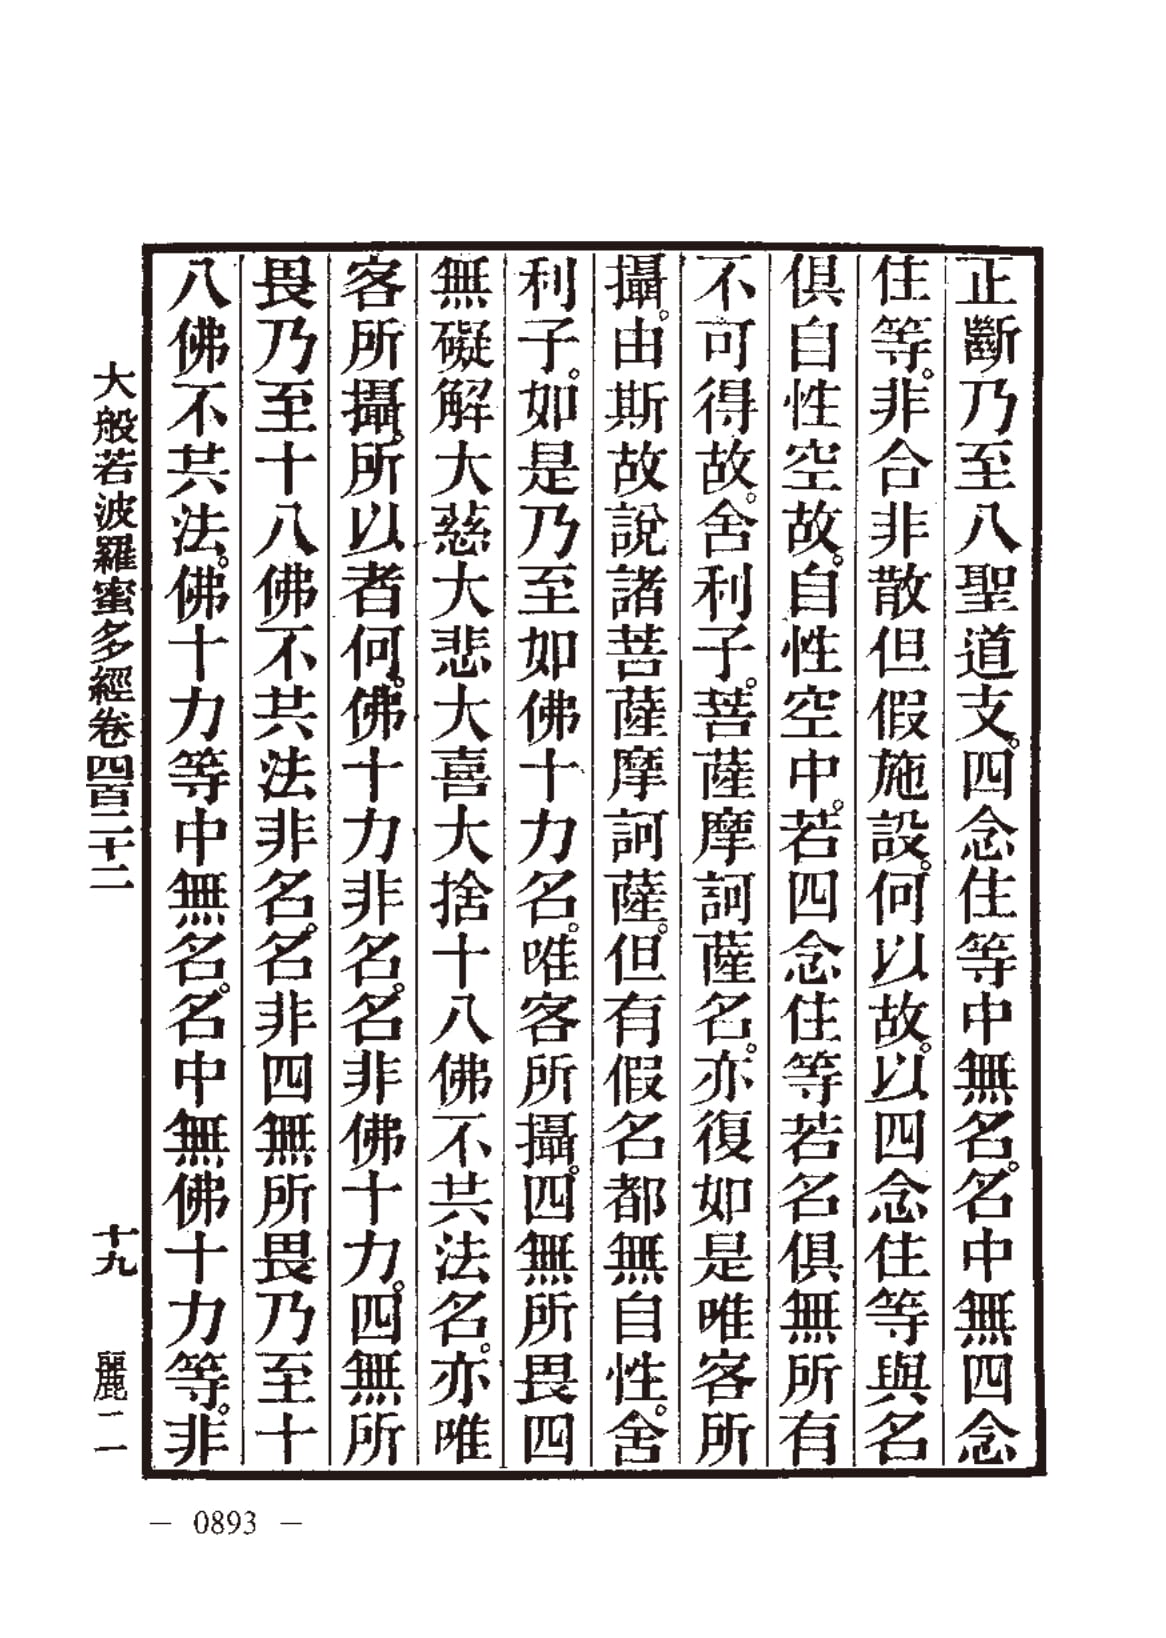 正斷乃至八聖道支。四念住等中無名。名中無四念
住等。非合非散但假施設。何以故。以四念住等與名
俱自性空故。自性空中。若四念住等若名俱無所有
不可得故。舍利子。菩薩摩訶薩名。亦復如是唯客所
攝。由斯故說諸菩薩摩訶薩。但有假名都無自性。舍
利子。如是乃至如佛十力名。唯客所攝。四無所畏四
無礙解大慈大悲大喜大捨十八佛不共法名。亦唯
客所攝。所以者何。佛十力非名。名非佛十力。四無所
畏乃至十八佛不共法非名。名非四無所畏乃至十
八佛不共法。佛十力等中無名。名中無佛十力等。非
大般若波羅蜜多經卷四百二十二 十九 麗二
— 0893 —